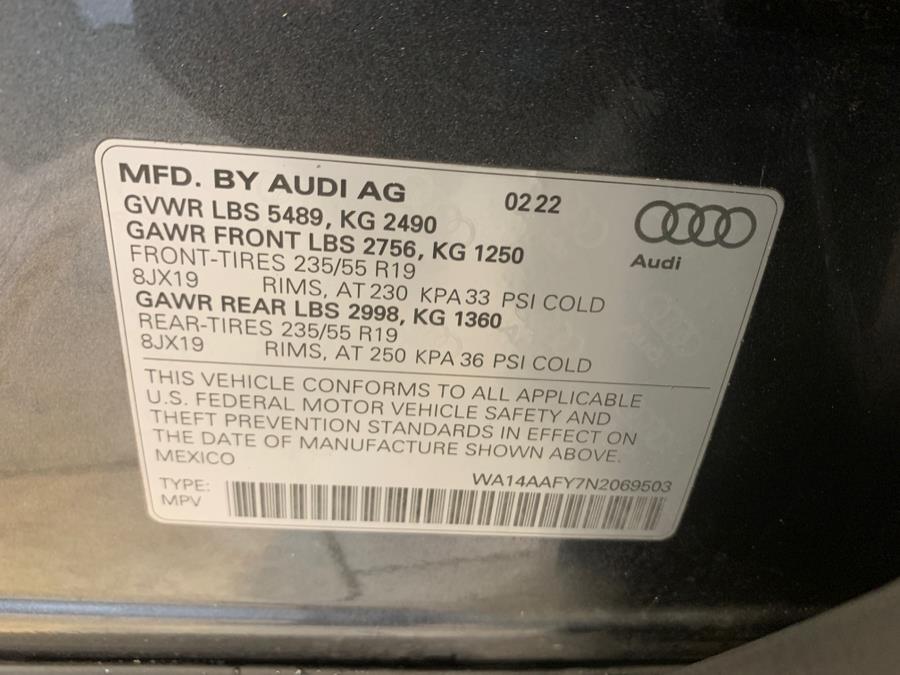 MFD. BY AUDI AG 0222
GVWR LBS 5489, KG 2490
GAWR FRONT LBS 2756, KG 1250
FRONT-TIRES 235/55 R19
8JX19 RIMS, AT 230 KPA 33 PSI COLD
GAWR REAR LBS 2998, KG 1360
REAR-TIRES 235/55 R19
8JX19 RIMS, AT 250 KPA 36 PSI COLD
Audi
THIS VEHICLE CONFORMS TO ALL APPLICABLE
U.S. FEDERAL MOTOR VEHICLE SAFETY AND
THEFT PREVENTION STANDARDS IN EFFECT ON
THE DATE OF MANUFACTURE SHOWN ABOVE.
MEXICO
WA14AAFY7N2069503
TYPE:
MPV